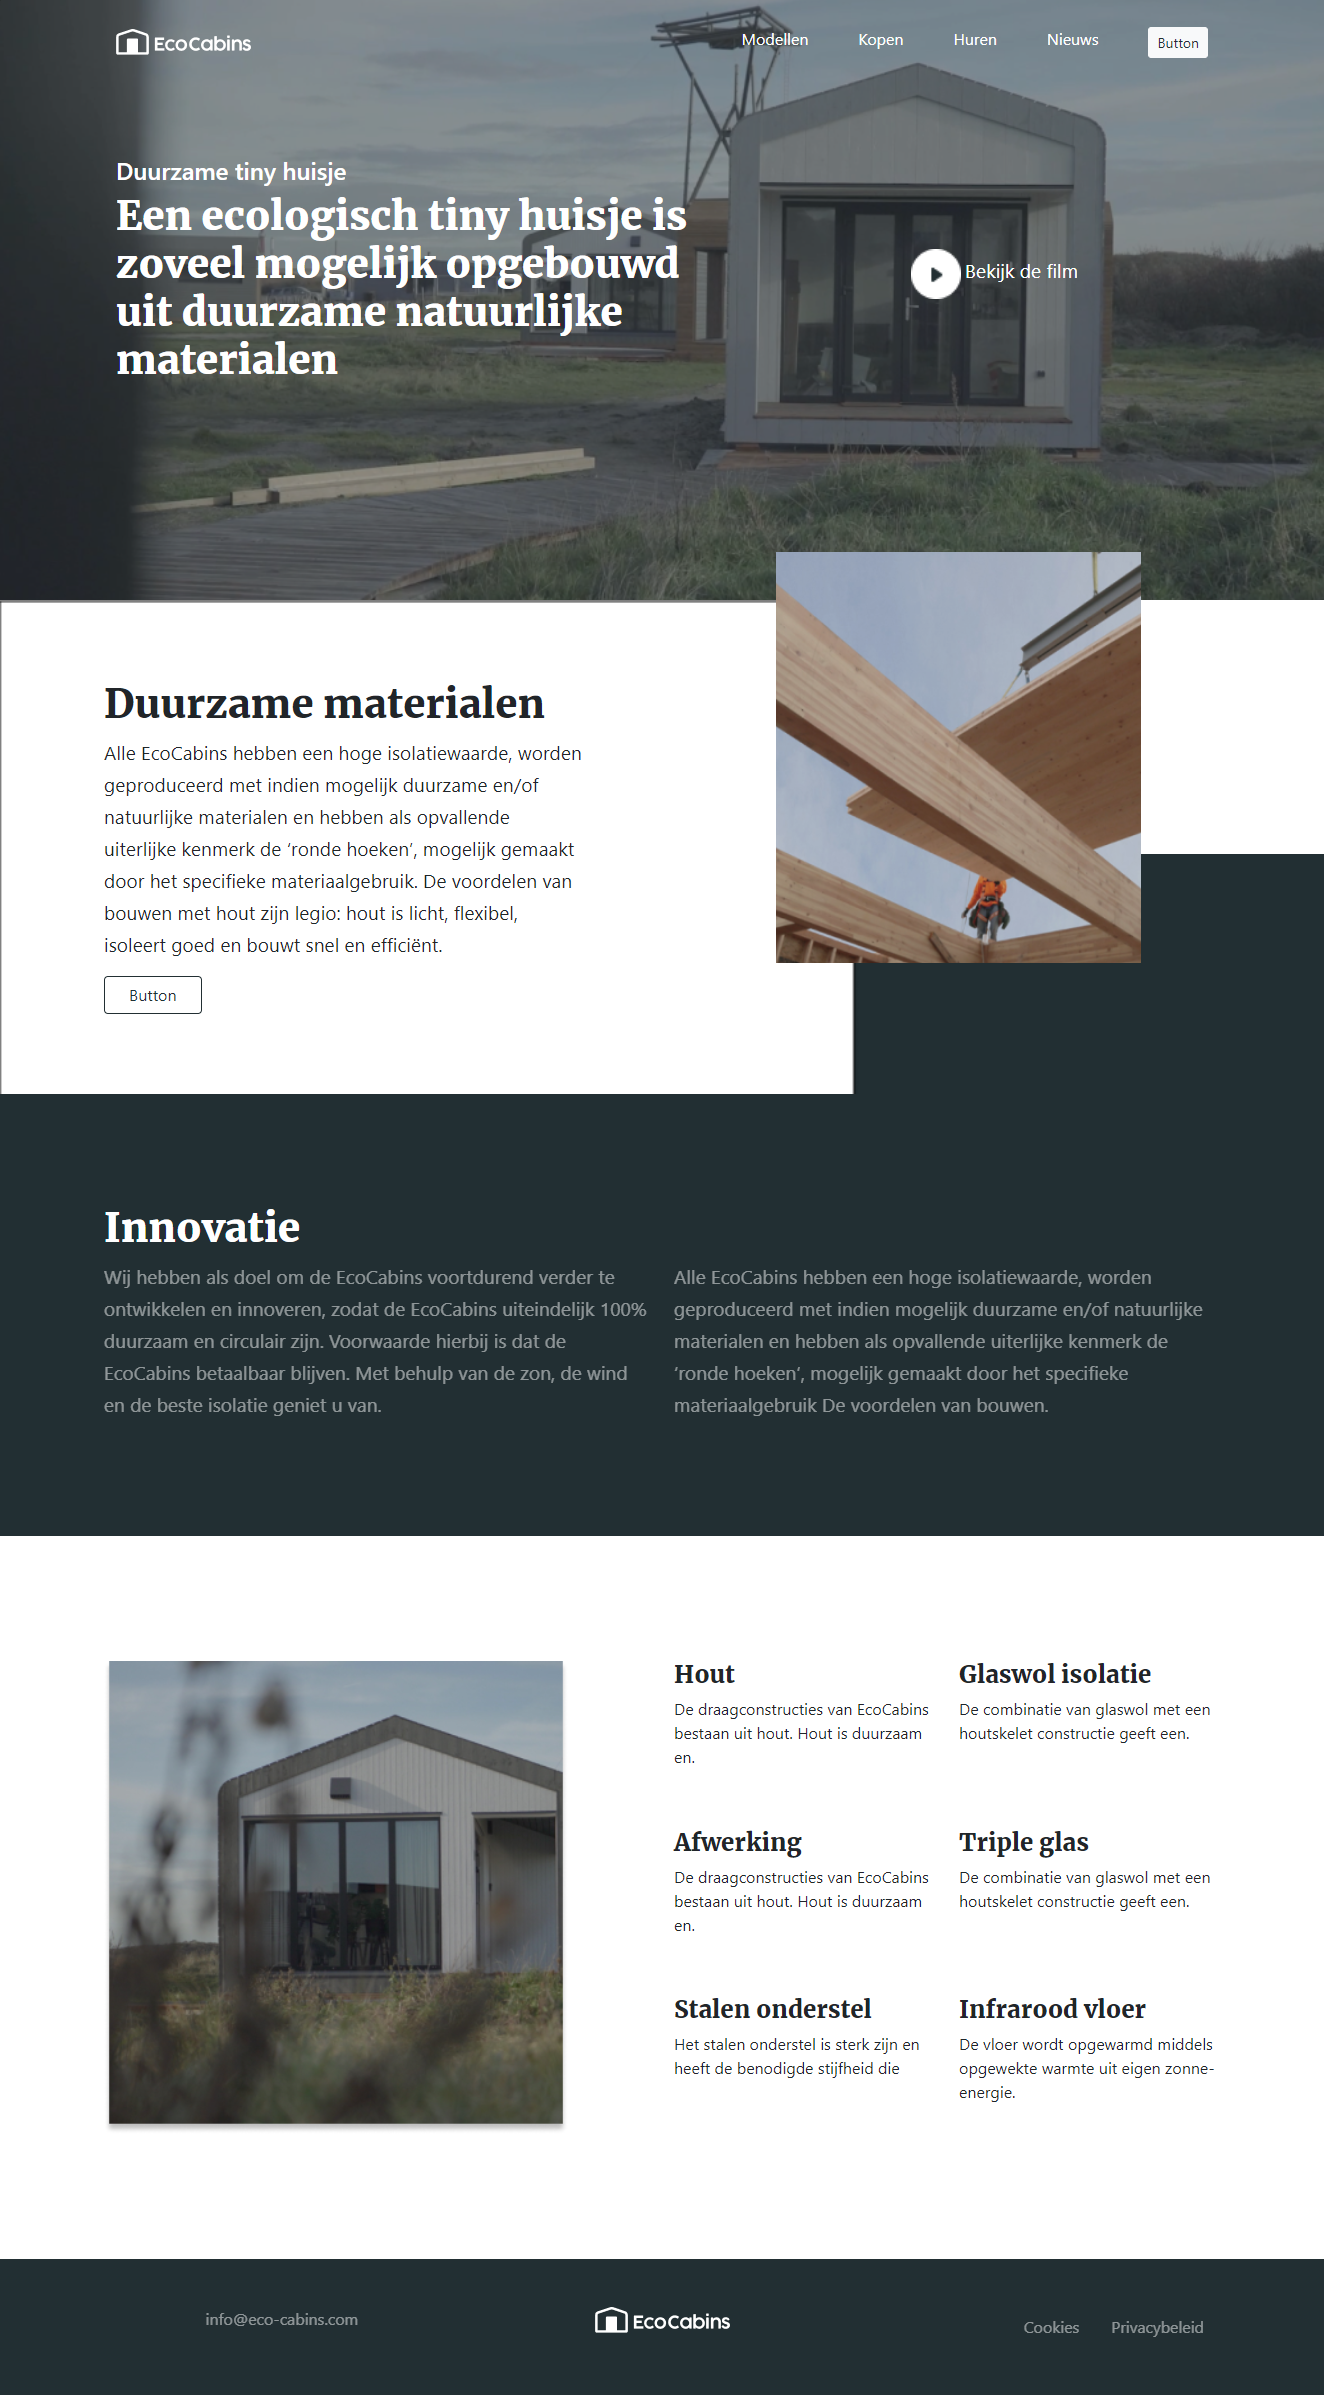 EcoCabins
Modellen
Kopen
Huren
Nieuws
Button
Duurzame tiny huisje
Een ecologisch tiny huisje is
zoveel mogelijk opgebouwd
uit duurzame natuurlijke
materialen
Bekijk de film
Duurzame materialen
Alle EcoCabins hebben een hoge isolatiewaarde, worden
geproduceerd met indien mogelijk duurzame en/of
natuurlijke materialen en hebben als opvallende
uiterlijke kenmerk de ‘ronde hoeken’, mogelijk gemaakt
door het specifieke materiaalgebruik. De voordelen van
bouwen met hout zijn legio: hout is licht, flexibel,
isoleert goed en bouwt snel en efficiënt.
Button
Innovatie
Wij hebben als doel om de EcoCabins voortdurend verder te
ontwikkelen en innoveren, zodat de EcoCabins uiteindelijk 100%
duurzaam en circulair zijn. Voorwaarde hierbij is dat de
EcoCabins betaalbaar blijven. Met behulp van de zon, de wind
en de beste isolatie geniet u van.
Alle EcoCabins hebben een hoge isolatiewaarde, worden
geproduceerd met indien mogelijk duurzame en/of natuurlijke
materialen en hebben als opvallende uiterlijke kenmerk de
‘ronde hoeken’, mogelijk gemaakt door het specifieke
materiaalgebruik De voordelen van bouwen.
Hout
De draagconstructies van EcoCabins
bestaan uit hout. Hout is duurzaam
en.
Glaswol isolatie
De combinatie van glaswol met een
houtskelet constructie geeft een.
Afwerking
De draagconstructies van EcoCabins
bestaan uit hout. Hout is duurzaam
en.
Triple glas
De combinatie van glaswol met een
houtskelet constructie geeft een.
Stalen onderstel
Het stalen onderstel is sterk zijn en
heeft de benodigde stijfheid die
Infrarood vloer
De vloer wordt opgewarmd middels
opgewekte warmte uit eigen zonne-
energie.
info@eco-cabins.com
EcoCabins
Cookies
Privacybeleid